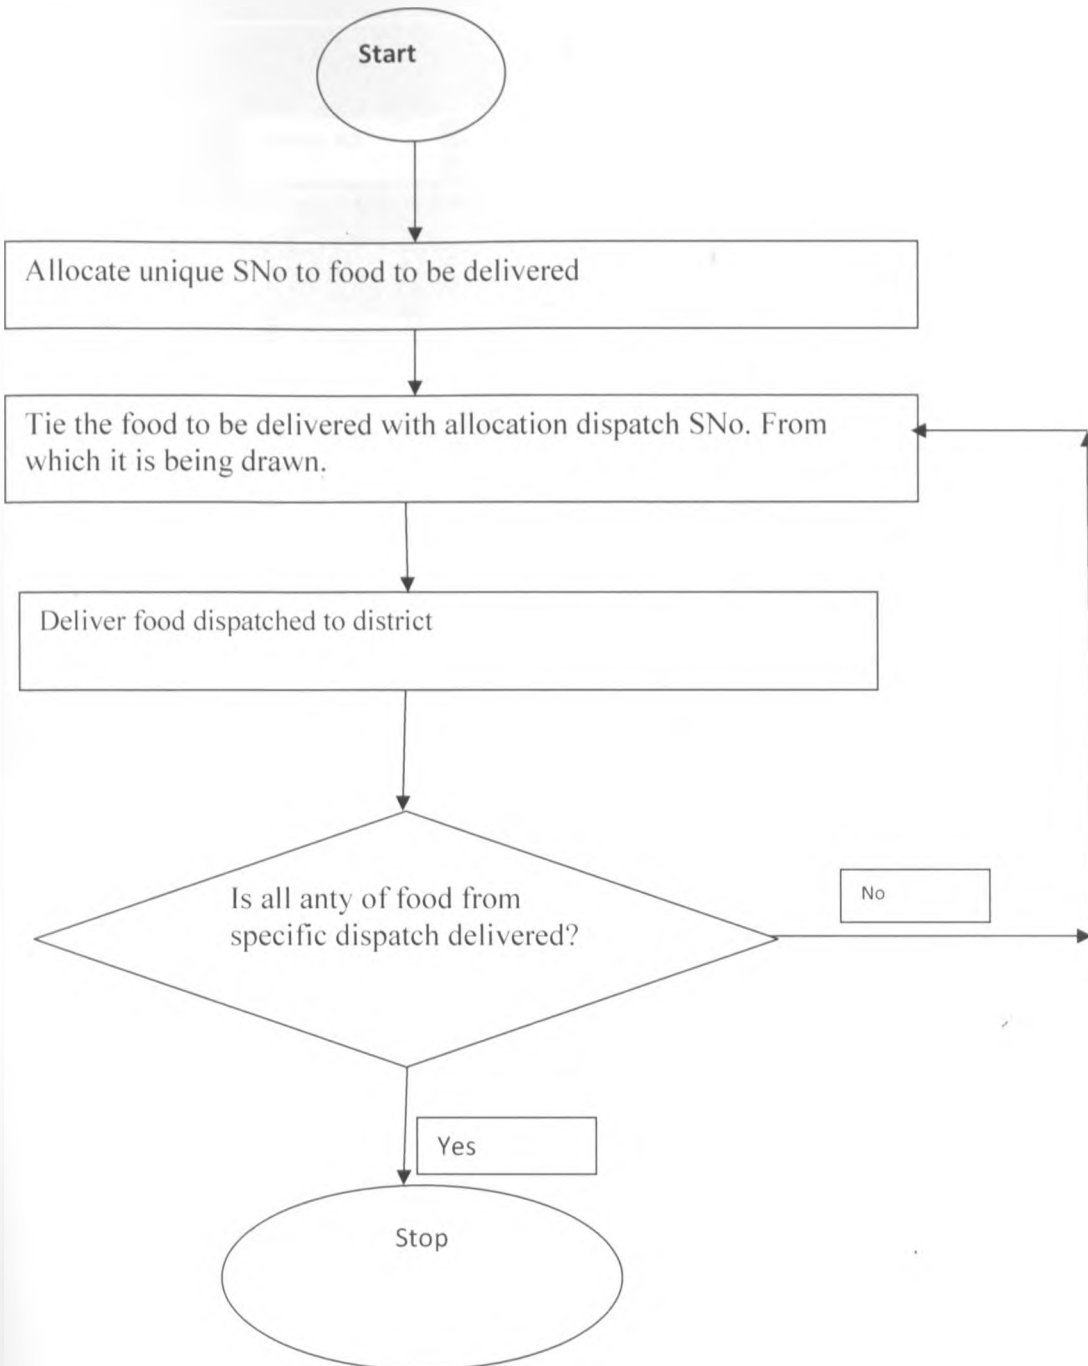 Start
Allocate unique SNo to food to be delivered
Tie the food to be delivered with allocation dispatch SNo. From
which it is being drawn.
Deliver food dispatched to district
Is all anty of food from
specific dispatch delivered?
No
Yes
Stop